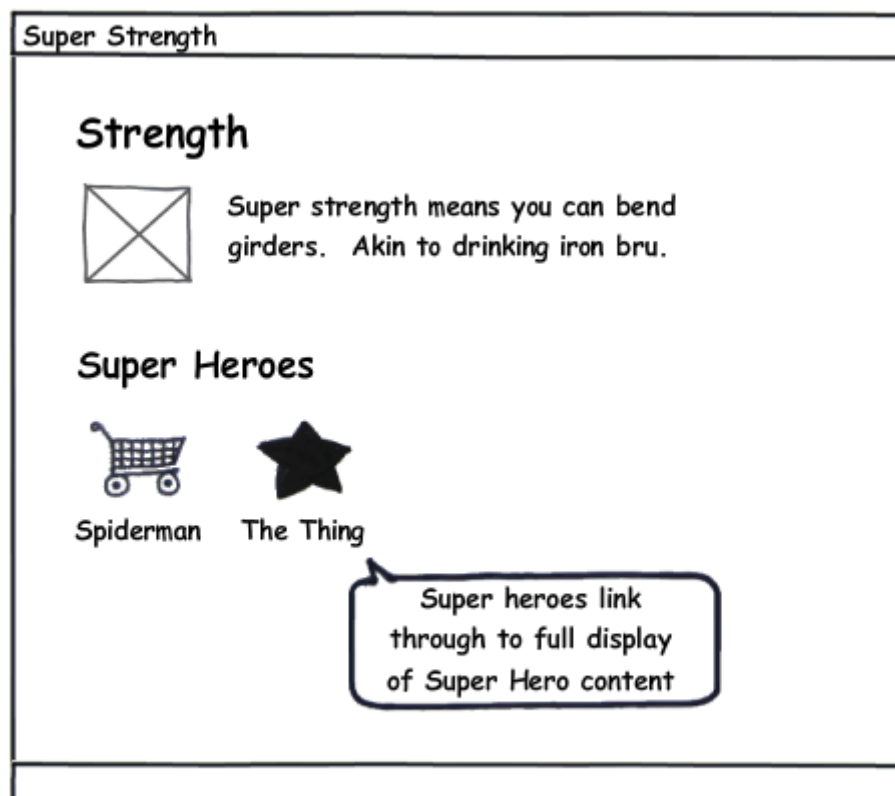 Super Strength
Strength
Super strength means you can bend
girders. Akin to drinking iron bru.
Super Heroes
Spiderman The Thing
Super heroes link
through to full display
of Super Hero content